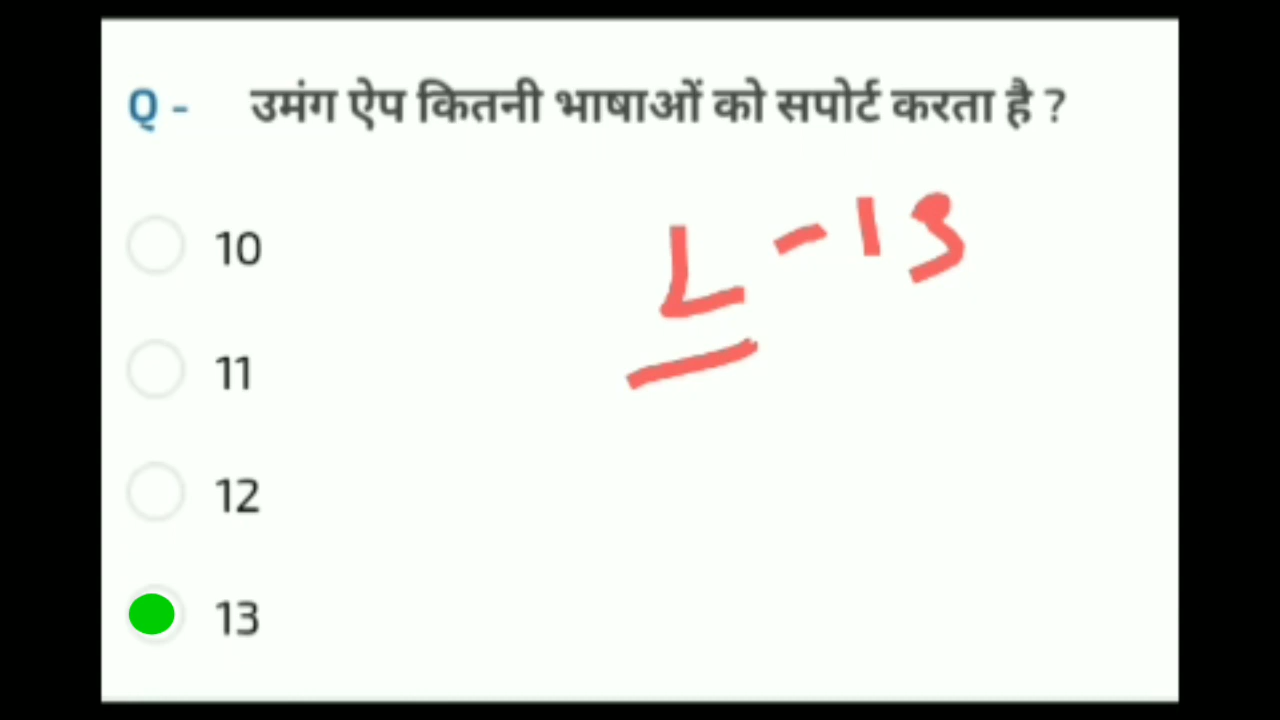 Q - उमंग ऐप कितनी भाषाओं को सपोर्ट करता है ?
L - 13
10
11
12
13